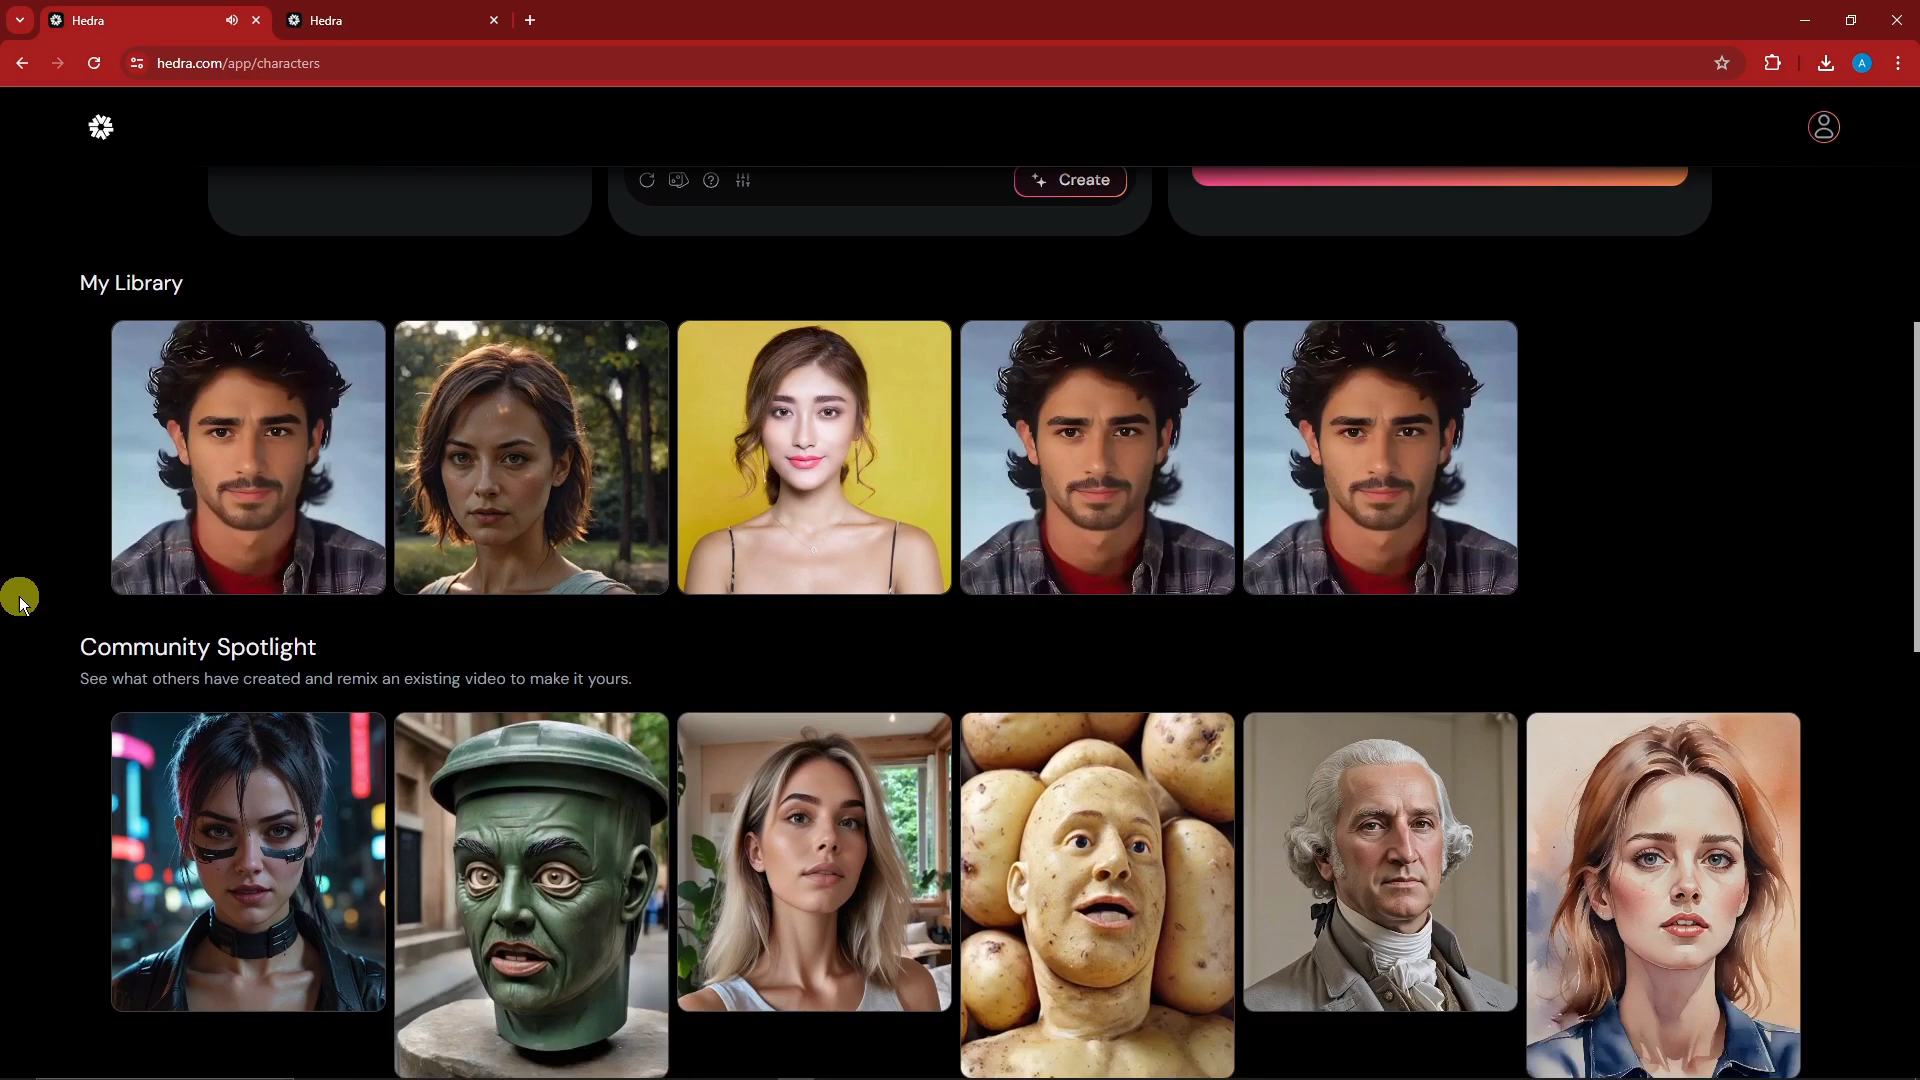 Hedra
Hedra
hedra.com/app/characters
A
Create
My Library
Community Spotlight
See what others have created and remix an existing video to make it yours.